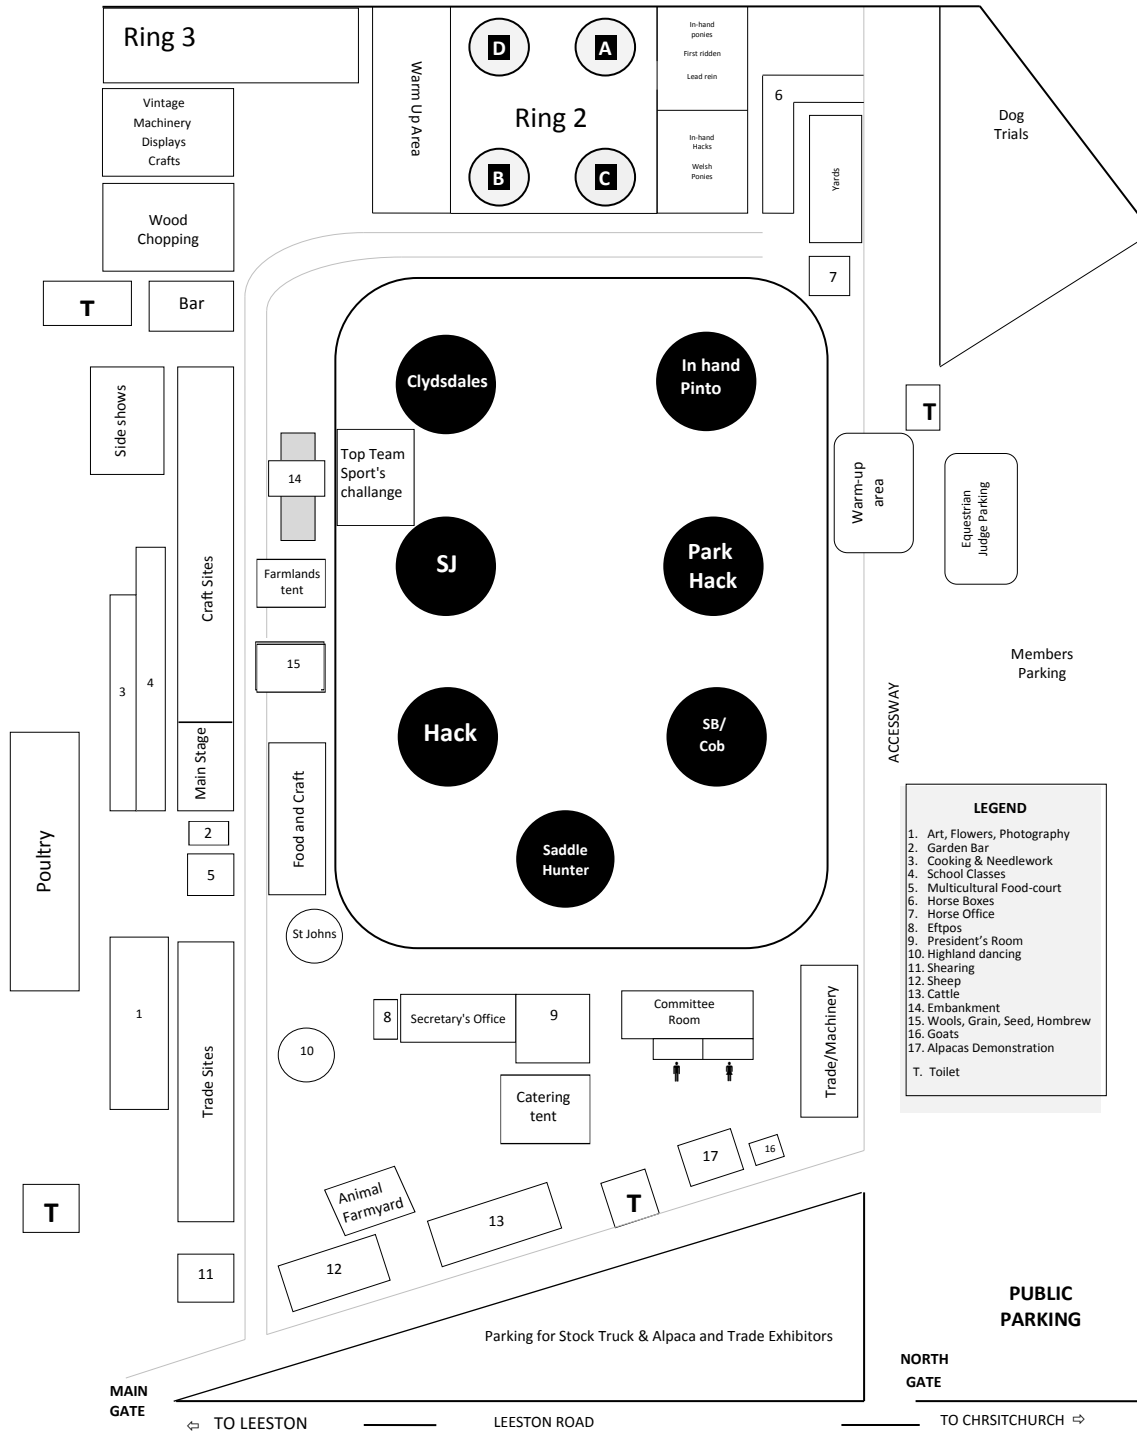 Ring 3
Vintage
Machinery
Displays
Crafts
Wood
Chopping
T
Bar
Warm Up Area
D
A
Ring 2
B
C
In-hand
ponies
First ridden
Lead rein
In-hand
Hacks
Welsh
Ponies
6
Yards
7
Dog
Trials
Side shows
Craft Sites
3
4
Main Stage
2
5
Poultry
1
Trade Sites
T
11
14
Farmlands
tent
15
Food and Craft
St Johns
10
Clydsdales
In hand
Pinto
Top Team
Sport's
challange
SJ
Park
Hack
Hack
SB/
Cob
Saddle
Hunter
T
Warm-up
area
Equestrian
Judge Parking
Members
Parking
ACCESSWAY
LEGEND
1. Art, Flowers, Photography
2. Garden Bar
3. Cooking & Needlework
4. School Classes
5. Multicultural Food-court
6. Horse Boxes
7. Horse Office
8. Eftpos
9. President's Room
10. Highland dancing
11. Shearing
12. Sheep
13. Cattle
14. Embankment
15. Wools, Grain, Seed, Hombrew
16. Goats
17. Alpacas Demonstration
T. Toilet
8
Secretary's Office
9
Committee
Room
Trade/Machinery
Catering
tent
17
16
Animal
Farmyard
13
T
12
Parking for Stock Truck & Alpaca and Trade Exhibitors
PUBLIC
PARKING
NORTH
GATE
MAIN
GATE
⇦ TO LEESTON
LEESTON ROAD
TO CHRSITCHURCH ⇨